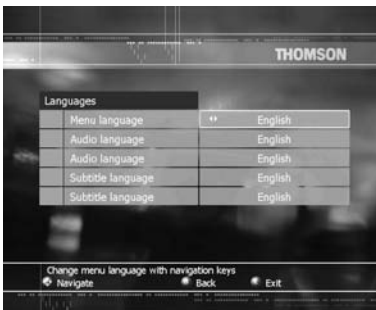 THOMSON
Languages
Menu language English
Audio language English
Audio language English
Subtitle language English
Subtitle language English
Change menu language with navigation keys
Navigate Back Exit